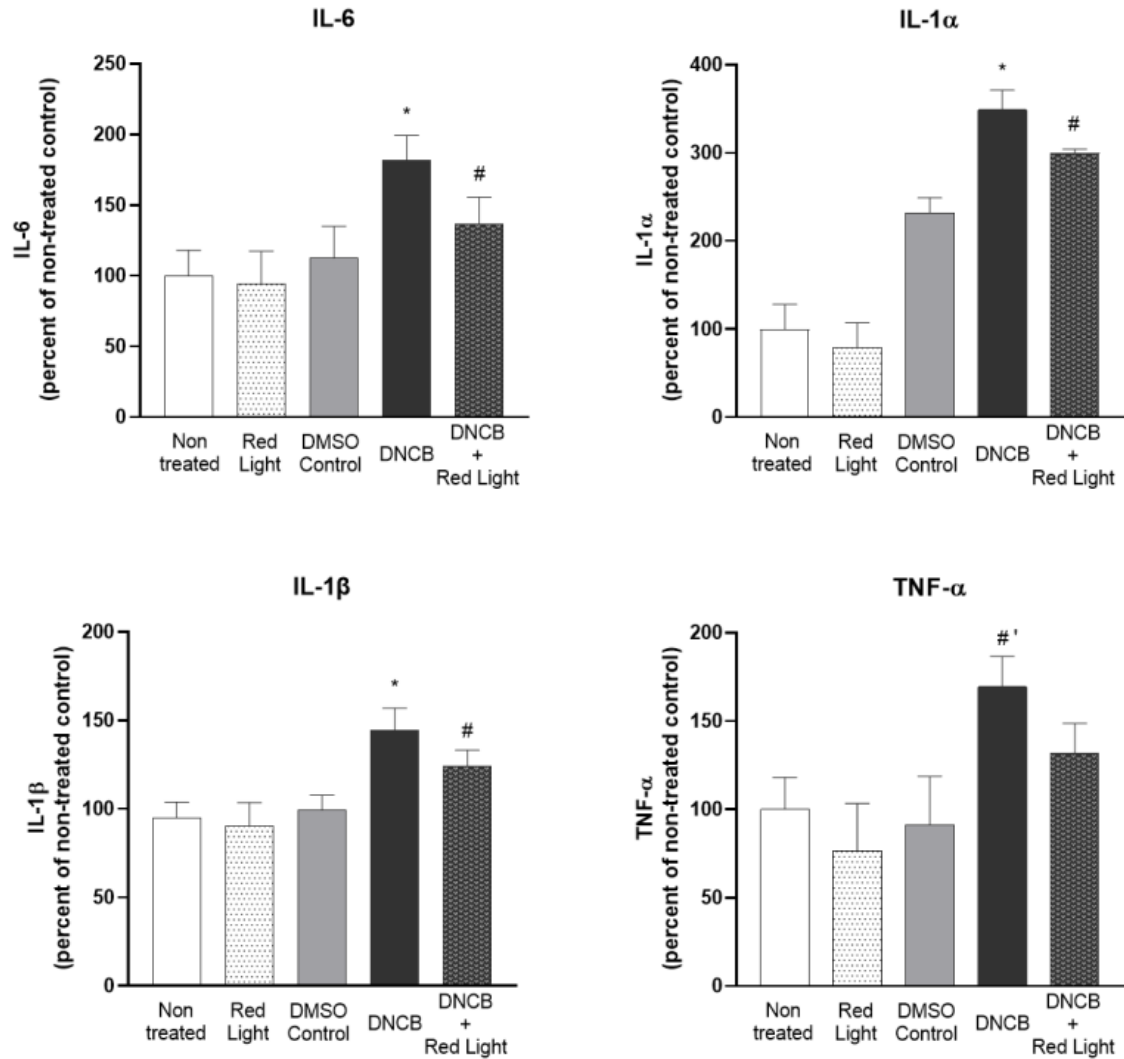 IL-6
IL-6
(percent of non-treated control)
250
200
150
100
50
0
*
#
Non
treated
Red
Light
DMSO
Control
DNCB
DNCB
+
Red Light
IL-1α
IL-1α
(percent of non-treated control)
400
300
200
100
0
*
#
Non
treated
Red
Light
DMSO
Control
DNCB
DNCB
+
Red Light
IL-1β
IL-1β
(percent of non-treated control)
200
150
100
50
0
*
#
Non
treated
Red
Light
DMSO
Control
DNCB
DNCB
+
Red Light
TNF-α
TNF-α
(percent of non-treated control)
200
150
100
50
0
# '
Non
treated
Red
Light
DMSO
Control
DNCB
DNCB
+
Red Light